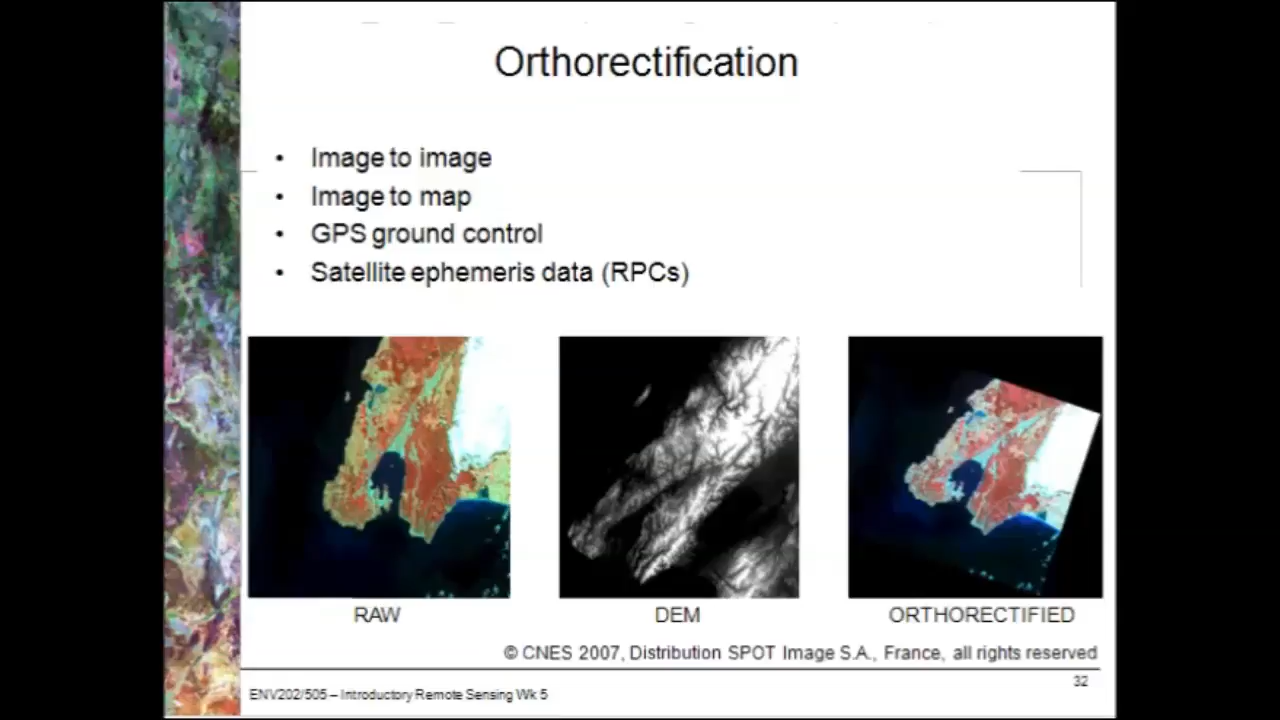 Orthorectification
• Image to image
• Image to map
• GPS ground control
• Satellite ephemeris data (RPCs)
RAW
DEM
ORTHORECTIFIED
© CNES 2007, Distribution SPOT Image S.A., France, all rights reserved
32
ENV202/505 – Introductory Remote Sensing Wk 5